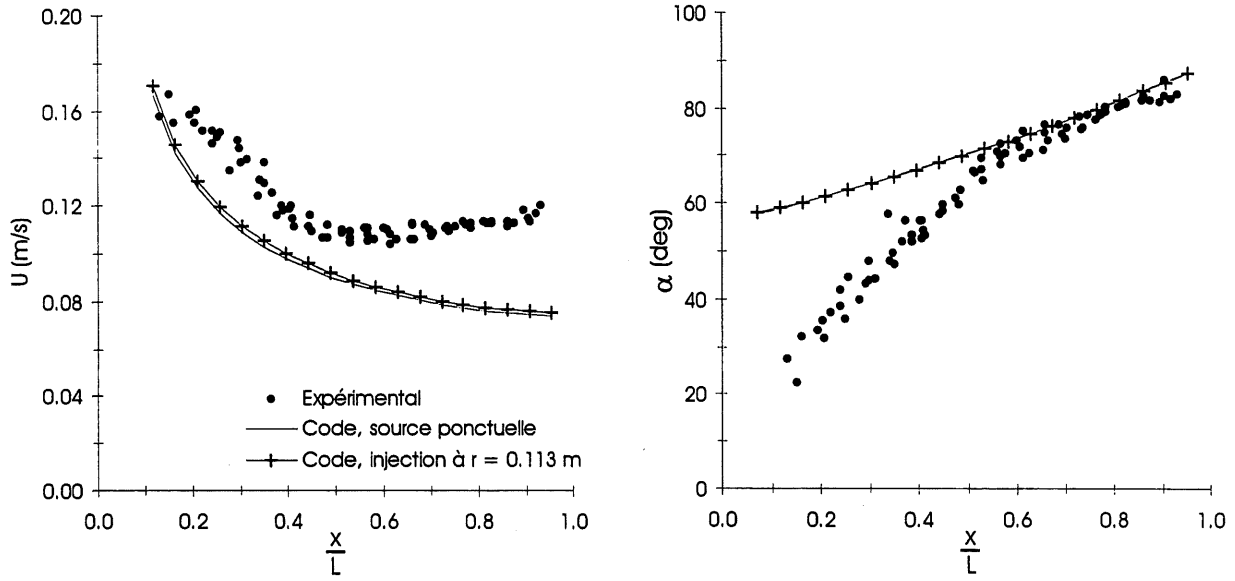 0.20
0.16
0.12
0.08
0.04
0.00
U (m/s)
Expérimental
Code, source ponctuelle
Code, injection à r = 0.113 m
0.0 0.2 0.4 0.6 0.8 1.0
x
L
100
80
60
40
20
0
α (deg)
0.0 0.2 0.4 0.6 0.8 1.0
x
L